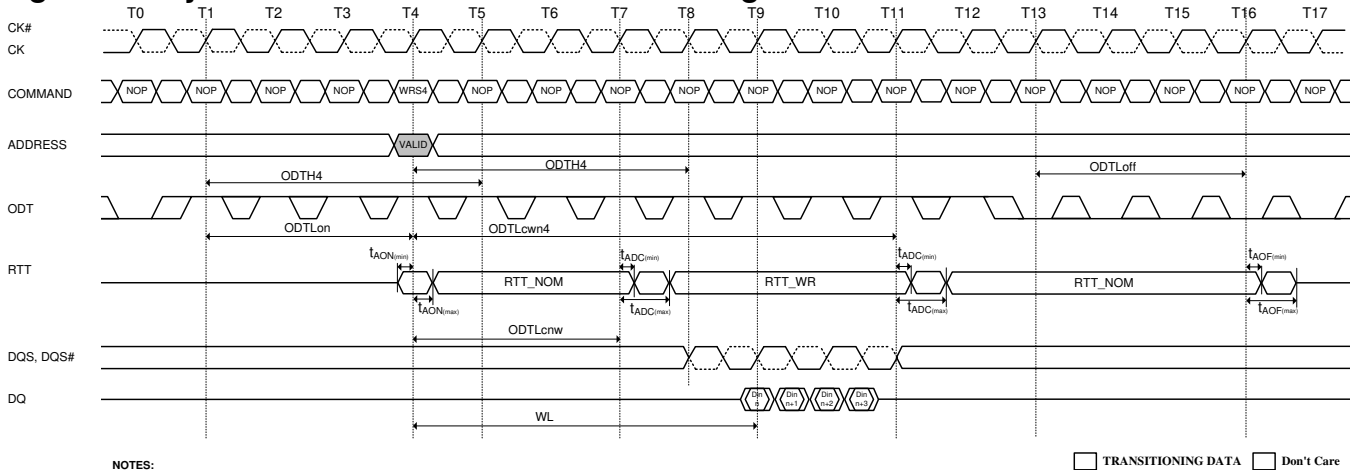 T0 T1 T2 T3 T4 T5 T6 T7 T8 T9 T10 T11 T12 T13 T14 T15 T16 T17
CK#
CK
COMMAND NOP NOP NOP NOP WRS4 NOP NOP NOP NOP NOP NOP NOP NOP NOP NOP NOP NOP NOP
ADDRESS VALID
ODTH4 ODTH4 ODTLoff
ODT
ODTLon ODTLcwn4
tAON(min) tADC(min) tADC(min) tAOF(min)
RTT RTT_NOM RTT_WR RTT_NOM
tAON(max) tADC(max) tADC(max) tAOF(max)
ODTLcnw
DQS, DQS#
DQ Din n Din n+1 Din n+2 Din n+3
WL
NOTES: TRANSITIONING DATA Don't Care